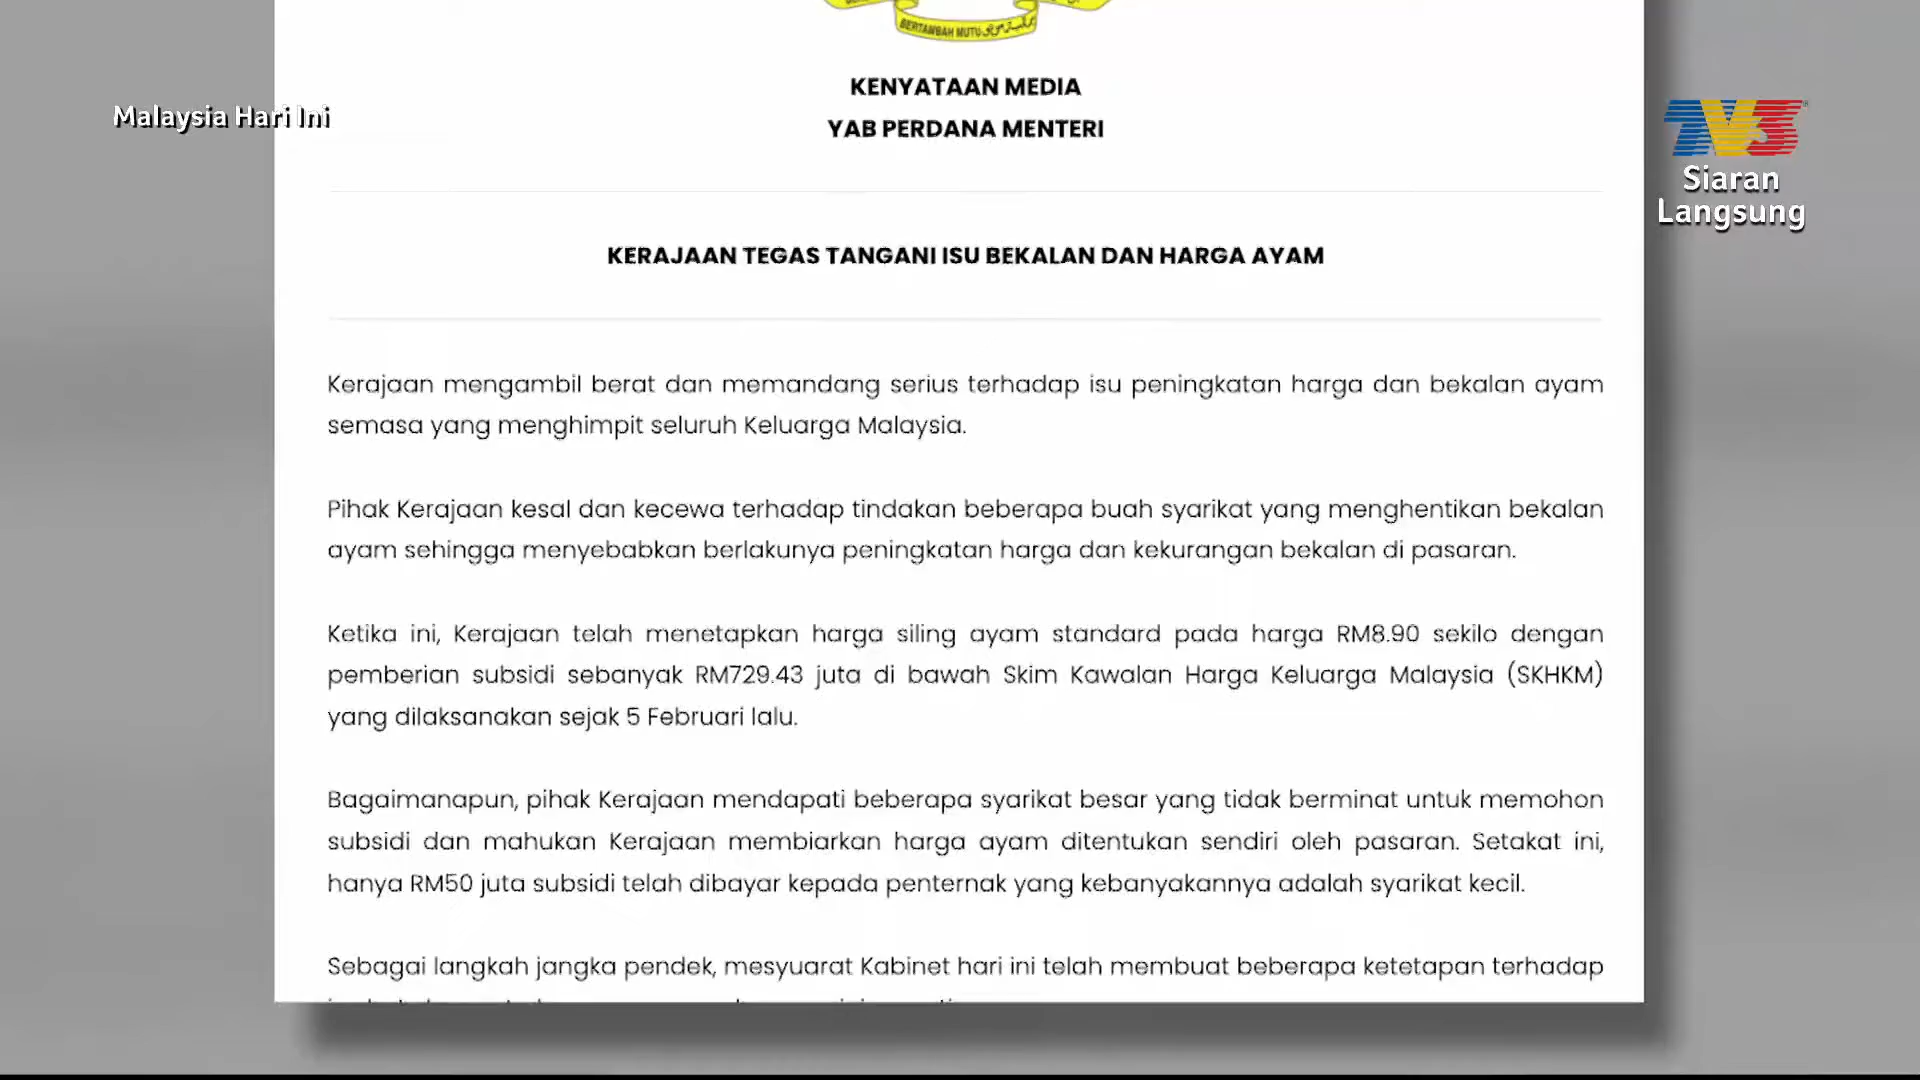 BERTAMBAH MUTU
KENYATAAN MEDIA
YAB PERDANA MENTERI
Malaysia Hari Ini
TV3
Siaran
Langsung
KERAJAAN TEGAS TANGANI ISU BEKALAN DAN HARGA AYAM
Kerajaan mengambil berat dan memandang serius terhadap isu peningkatan harga dan bekalan ayam
semasa yang menghimpit seluruh Keluarga Malaysia.
Pihak Kerajaan kesal dan kecewa terhadap tindakan beberapa buah syarikat yang menghentikan bekalan
ayam sehingga menyebabkan berlakunya peningkatan harga dan kekurangan bekalan di pasaran.
Ketika ini, Kerajaan telah menetapkan harga siling ayam standard pada harga RM8.90 sekilo dengan
pemberian subsidi sebanyak RM729.43 juta di bawah Skim Kawalan Harga Keluarga Malaysia (SKHKM)
yang dilaksanakan sejak 5 Februari lalu.
Bagaimanapun, pihak Kerajaan mendapati beberapa syarikat besar yang tidak berminat untuk memohon
subsidi dan mahukan Kerajaan membiarkan harga ayam ditentukan sendiri oleh pasaran. Setakat ini,
hanya RM50 juta subsidi telah dibayar kepada penternak yang kebanyakannya adalah syarikat kecil.
Sebagai langkah jangka pendek, mesyuarat Kabinet hari ini telah membuat beberapa ketetapan terhadap